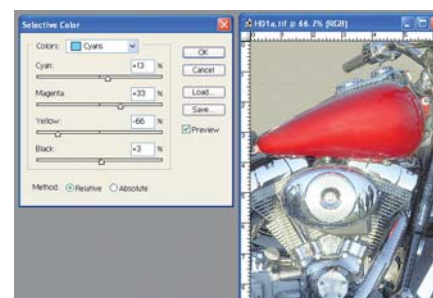 Selective Color
Colors: Cyans
OK
Cyan: +13 %
Cancel
Magenta: +33 %
Load...
Save...
Yellow: -66 %
Preview
Black: +3 %
Method: Relative Absolute
H01a.tif @ 66.7% (RGB)